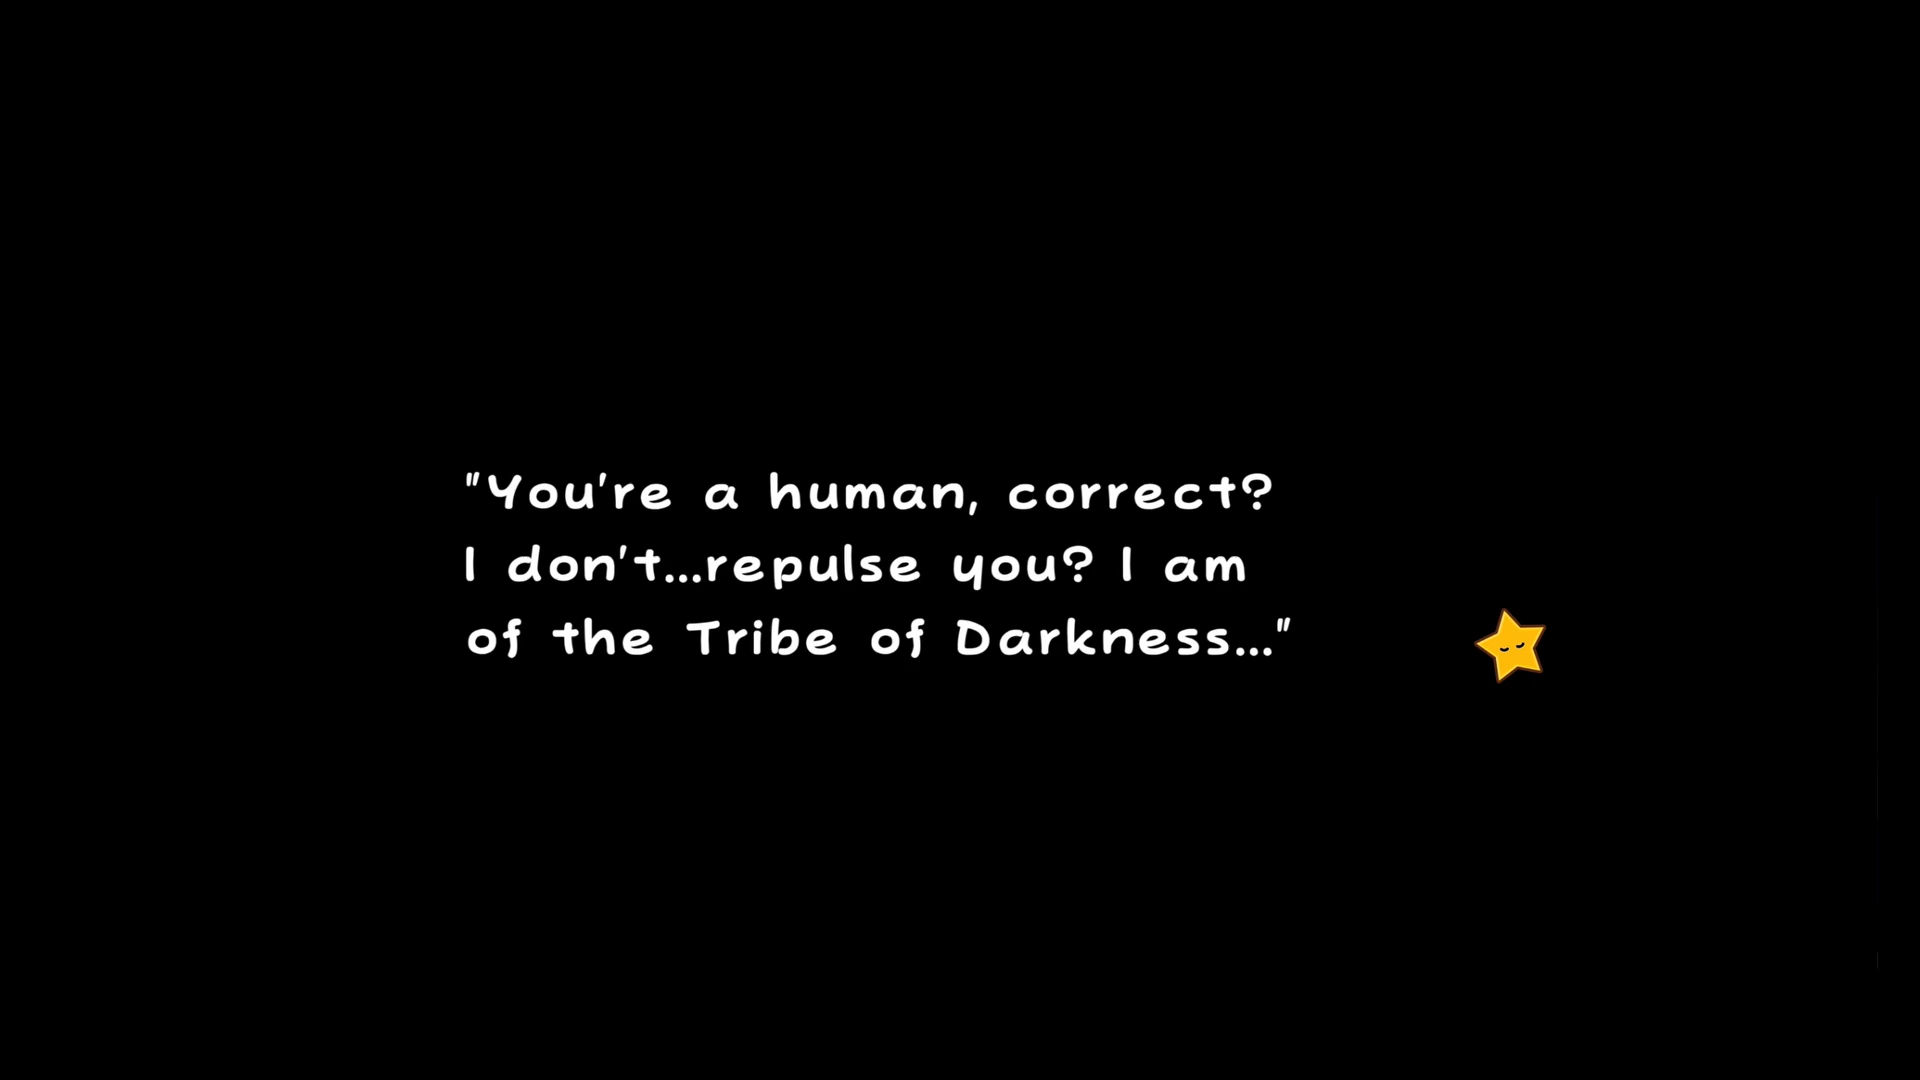 "You're a human, correct?
I don't...repulse you? I am
of the Tribe of Darkness..."